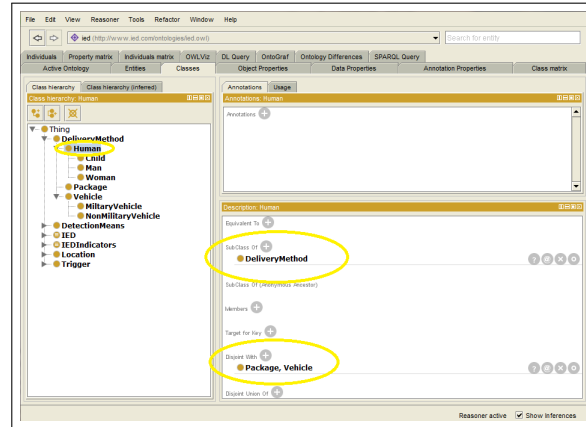 File Edit View Reasoner Tools Refactor Window Help
ied (http://www.ied.com/ontologies/ied.owl)
Search for entity
Individuals Property matrix Individuals matrix OWLViz DL Query OntoGraf Ontology Differences SPARQL Query
Active Ontology Entities Classes Object Properties Data Properties Annotation Properties Class matrix
Class hierarchy Class hierarchy (inferred)
Class hierarchy: Human
Thing
DeliveryMethod
Human
Child
Man
Woman
Package
Vehicle
MiltaryVehicle
NonMilitaryVehicle
DetectionMeans
IED
IEDIndicators
Location
Trigger
Annotations Usage
Annotations: Human
Annotations
Description: Human
Equivalent To
SubClass Of
DeliveryMethod
SubClass Of (Anonymous Ancestor)
Members
Target for Key
Disjoint With
Package, Vehicle
Disjoint Union Of
Reasoner active Show Inferences